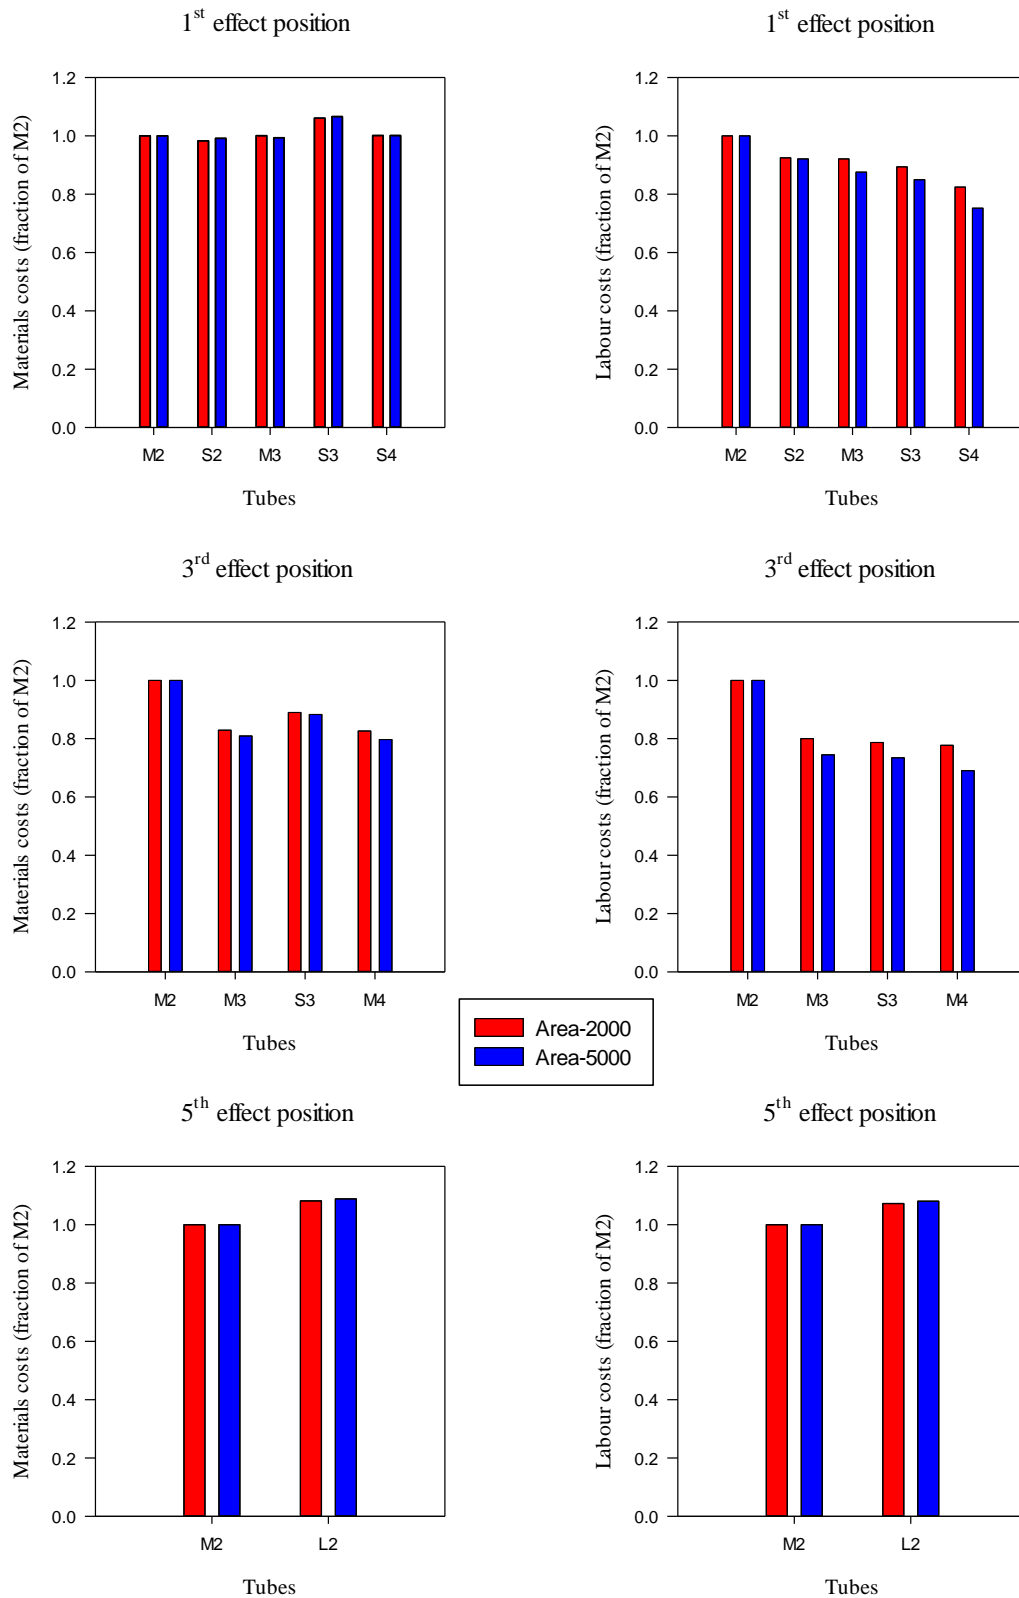 1st effect position
Materials costs (fraction of M2)
1.2
1.0
0.8
0.6
0.4
0.2
0.0
M2 S2 M3 S3 S4
Tubes
1st effect position
Labour costs (fraction of M2)
1.2
1.0
0.8
0.6
0.4
0.2
0.0
M2 S2 M3 S3 S4
Tubes
3rd effect position
Materials costs (fraction of M2)
1.2
1.0
0.8
0.6
0.4
0.2
0.0
M2 M3 S3 M4
Tubes
3rd effect position
Labour costs (fraction of M2)
1.2
1.0
0.8
0.6
0.4
0.2
0.0
M2 M3 S3 M4
Tubes
Area-2000
Area-5000
5th effect position
Materials costs (fraction of M2)
1.2
1.0
0.8
0.6
0.4
0.2
0.0
M2 L2
Tubes
5th effect position
Labour costs (fraction of M2)
1.2
1.0
0.8
0.6
0.4
0.2
0.0
M2 L2
Tubes